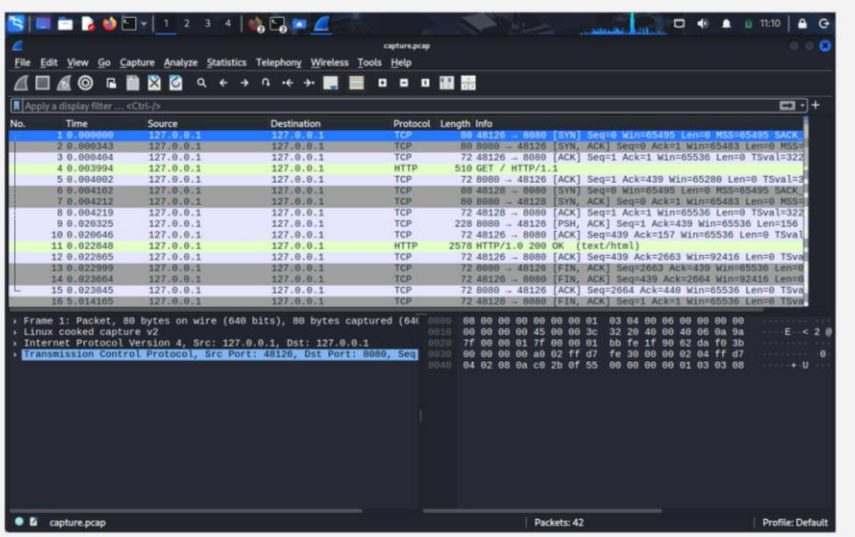 1 2 3 4 11:10
capture.pcap
File Edit View Go Capture Analyze Statistics Telephony Wireless Tools Help
Apply a display filter ... <Ctrl-/>
No. Time Source Destination Protocol Length Info
1 0.000000 127.0.0.1 127.0.0.1 TCP 80 48126 → 8080 [SYN] Seq=0 Win=65495 Len=0 MSS=65495 SACK_
2 0.000343 127.0.0.1 127.0.0.1 TCP 80 8080 → 48126 [SYN, ACK] Seq=0 Ack=1 Win=65483 Len=0 MSS=
3 0.000404 127.0.0.1 127.0.0.1 TCP 72 48126 → 8080 [ACK] Seq=1 Ack=1 Win=65536 Len=0 TSval=322
4 0.003994 127.0.0.1 127.0.0.1 HTTP 510 GET / HTTP/1.1
5 0.004002 127.0.0.1 127.0.0.1 TCP 72 8080 → 48126 [ACK] Seq=1 Ack=439 Win=65280 Len=0 TSval=3
6 0.004162 127.0.0.1 127.0.0.1 TCP 80 48128 → 8080 [SYN] Seq=0 Win=65495 Len=0 MSS=65495 SACK_
7 0.004212 127.0.0.1 127.0.0.1 TCP 80 8080 → 48128 [SYN, ACK] Seq=0 Ack=1 Win=65483 Len=0 MSS=
8 0.004219 127.0.0.1 127.0.0.1 TCP 72 48128 → 8080 [ACK] Seq=1 Ack=1 Win=65536 Len=0 TSval=322
9 0.020325 127.0.0.1 127.0.0.1 TCP 228 8080 → 48126 [PSH, ACK] Seq=1 Ack=439 Win=65536 Len=156
10 0.020646 127.0.0.1 127.0.0.1 TCP 72 48126 → 8080 [ACK] Seq=439 Ack=157 Win=65536 Len=0 TSval
11 0.022848 127.0.0.1 127.0.0.1 HTTP 2578 HTTP/1.0 200 OK (text/html)
12 0.022865 127.0.0.1 127.0.0.1 TCP 72 48126 → 8080 [ACK] Seq=439 Ack=2663 Win=92416 Len=0 TSva
13 0.022999 127.0.0.1 127.0.0.1 TCP 72 8080 → 48126 [FIN, ACK] Seq=2663 Ack=439 Win=65536 Len=0
14 0.023664 127.0.0.1 127.0.0.1 TCP 72 48126 → 8080 [FIN, ACK] Seq=439 Ack=2664 Win=92416 Len=0
15 0.023845 127.0.0.1 127.0.0.1 TCP 72 8080 → 48126 [ACK] Seq=2664 Ack=440 Win=65536 Len=0 TSva
16 5.014165 127.0.0.1 127.0.0.1 TCP 72 48128 → 8080 [FIN, ACK] Seq=1 Ack=1 Win=65536 Len=0 TSva
Frame 1: Packet, 80 bytes on wire (640 bits), 80 bytes captured (640 0000 08 00 00 00 00 00 00 01 03 04 00 06 00 00 00 00
Linux cooked capture v2 0010 00 00 00 00 45 00 00 3c 32 20 40 00 40 06 0a 9a E < 2 @
Internet Protocol Version 4, Src: 127.0.0.1, Dst: 127.0.0.1 0020 7f 00 00 01 7f 00 00 01 bb fe 1f 90 62 da f0 3b
Transmission Control Protocol, Src Port: 48126, Dst Port: 8080, Seq 0030 00 00 00 00 a0 02 ff d7 fe 30 00 00 02 04 ff d7 0
0040 04 02 08 0a c0 2b 0f 55 00 00 00 00 01 03 03 08 + U
capture.pcap Packets: 42 Profile: Default